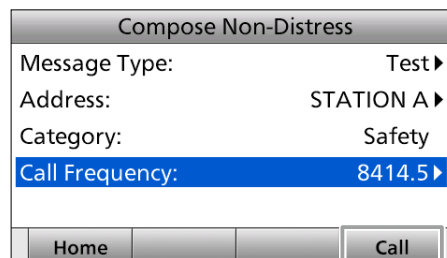 Compose Non-Distress
Message Type: Test
Address: STATION A
Category: Safety
Call Frequency: 8414.5
Home Call